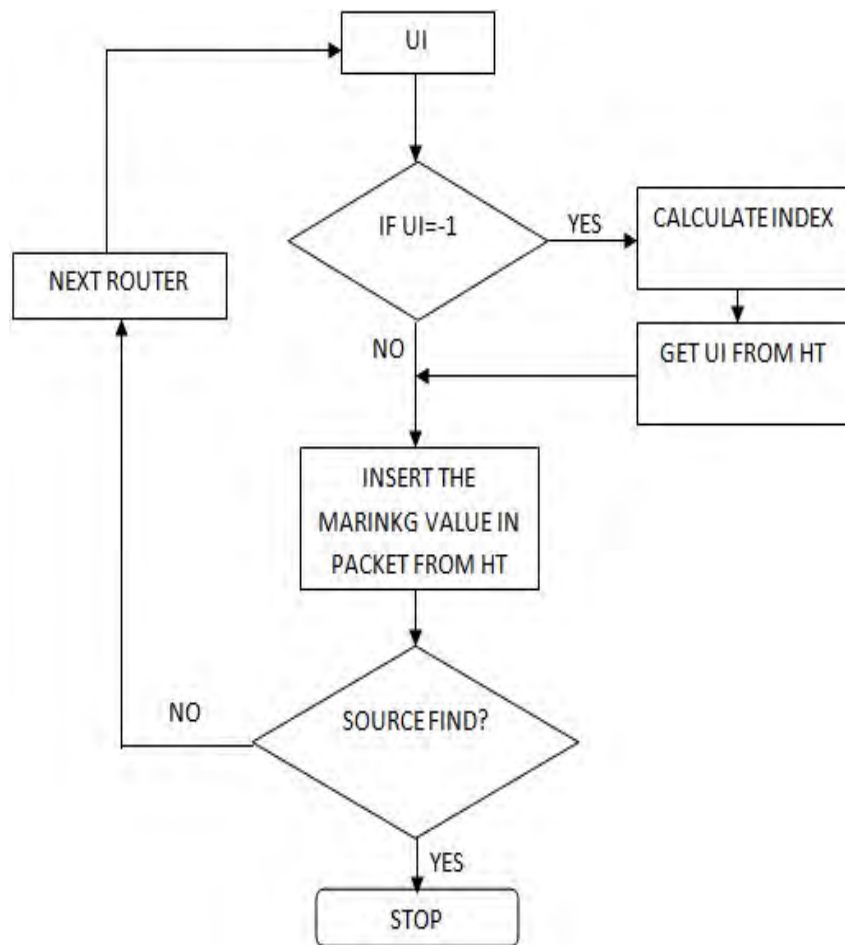 UI
IF UI=-1
YES
CALCULATE INDEX
NEXT ROUTER
NO
GET UI FROM HT
INSERT THE
MARINKG VALUE IN
PACKET FROM HT
NO
SOURCE FIND?
YES
STOP